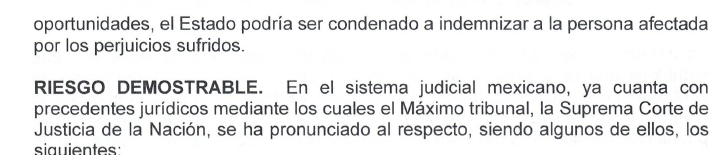 oportunidades, el Estado podría ser condenado a indemnizar a la persona afectada
por los perjuicios sufridos.
RIESGO DEMOSTRABLE. En el sistema judicial mexicano, ya cuenta con
precedentes jurídicos mediante los cuales el Máximo tribunal, la Suprema Corte de
Justicia de la Nación, se ha pronunciado al respecto, siendo algunos de ellos, los
siguientes: